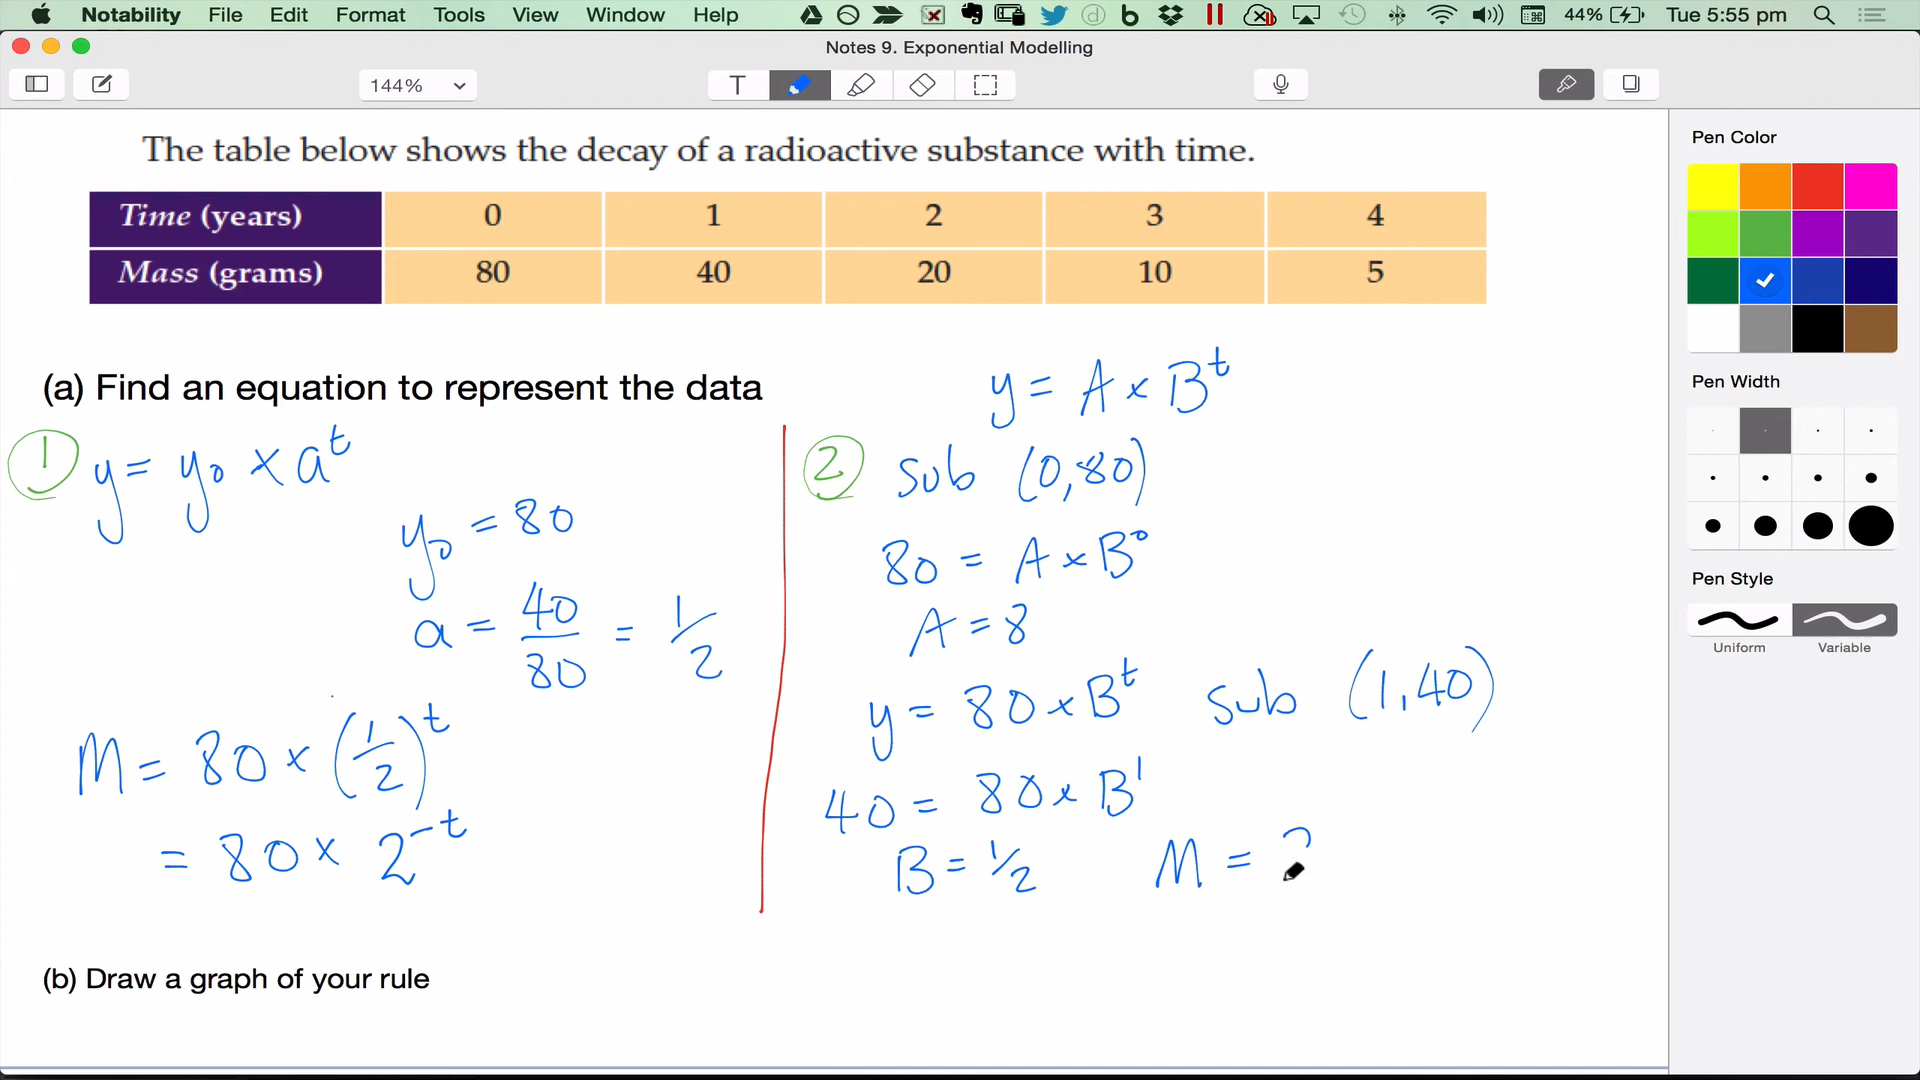 Notability File Edit Format Tools View Window Help 44% Tue 5:55 pm
Notes 9. Exponential Modelling
144% T
The table below shows the decay of a radioactive substance with time.
Time (years) 0 1 2 3 4
Mass (grams) 80 40 20 10 5
(a) Find an equation to represent the data
1
y = y₀ × aᵗ
y₀ = 80
a = 40/80 = 1/2
M = 80 × (1/2)ᵗ
= 80 × 2⁻ᵗ
y = A × Bᵗ
2 sub (0,80)
80 = A × B⁰
A = 8
y = 80 × Bᵗ sub (1,40)
40 = 80 × B¹
B = 1/2 M =
(b) Draw a graph of your rule
Pen Color
Pen Width
Pen Style
Uniform Variable